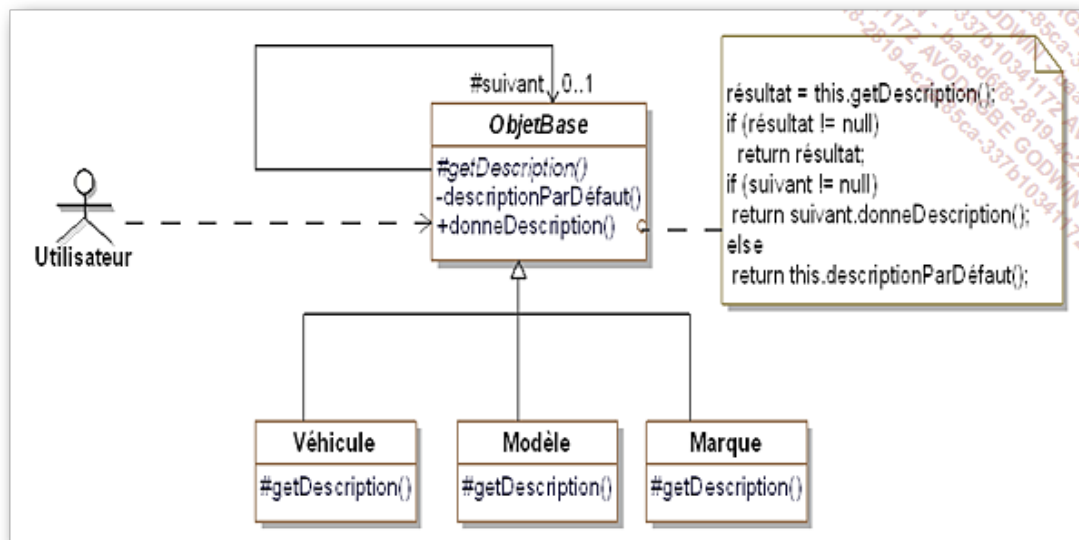 #suivant 0..1
ObjetBase
#getDescription()
-descriptionParDéfaut()
+donneDescription()
Utilisateur
résultat = this.getDescription();
if (résultat != null)
return résultat;
if (suivant != null)
return suivant.donneDescription();
else
return this.descriptionParDéfaut();
Véhicule
#getDescription()
Modèle
#getDescription()
Marque
#getDescription()